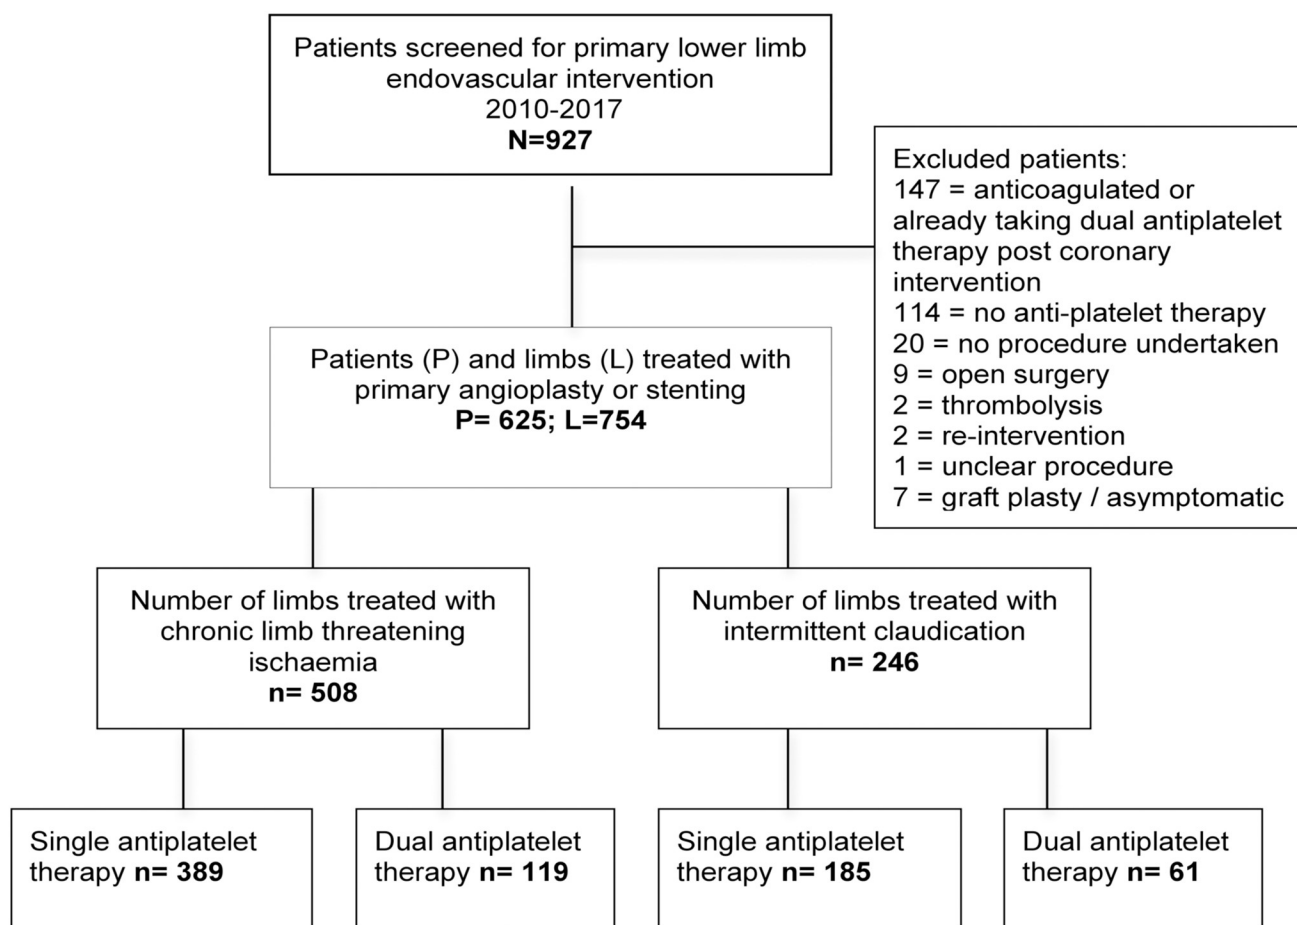 Patients screened for primary lower limb
endovascular intervention
2010-2017
N=927
Excluded patients:
147 = anticoagulated or
already taking dual antiplatelet
therapy post coronary
intervention
114 = no anti-platelet therapy
20 = no procedure undertaken
9 = open surgery
2 = thrombolysis
2 = re-intervention
1 = unclear procedure
7 = graft plasty / asymptomatic
Patients (P) and limbs (L) treated with
primary angioplasty or stenting
P= 625; L=754
Number of limbs treated with
chronic limb threatening
ischaemia
n= 508
Number of limbs treated with
intermittent claudication
n= 246
Single antiplatelet
therapy n= 389
Dual antiplatelet
therapy n= 119
Single antiplatelet
therapy n= 185
Dual antiplatelet
therapy n= 61